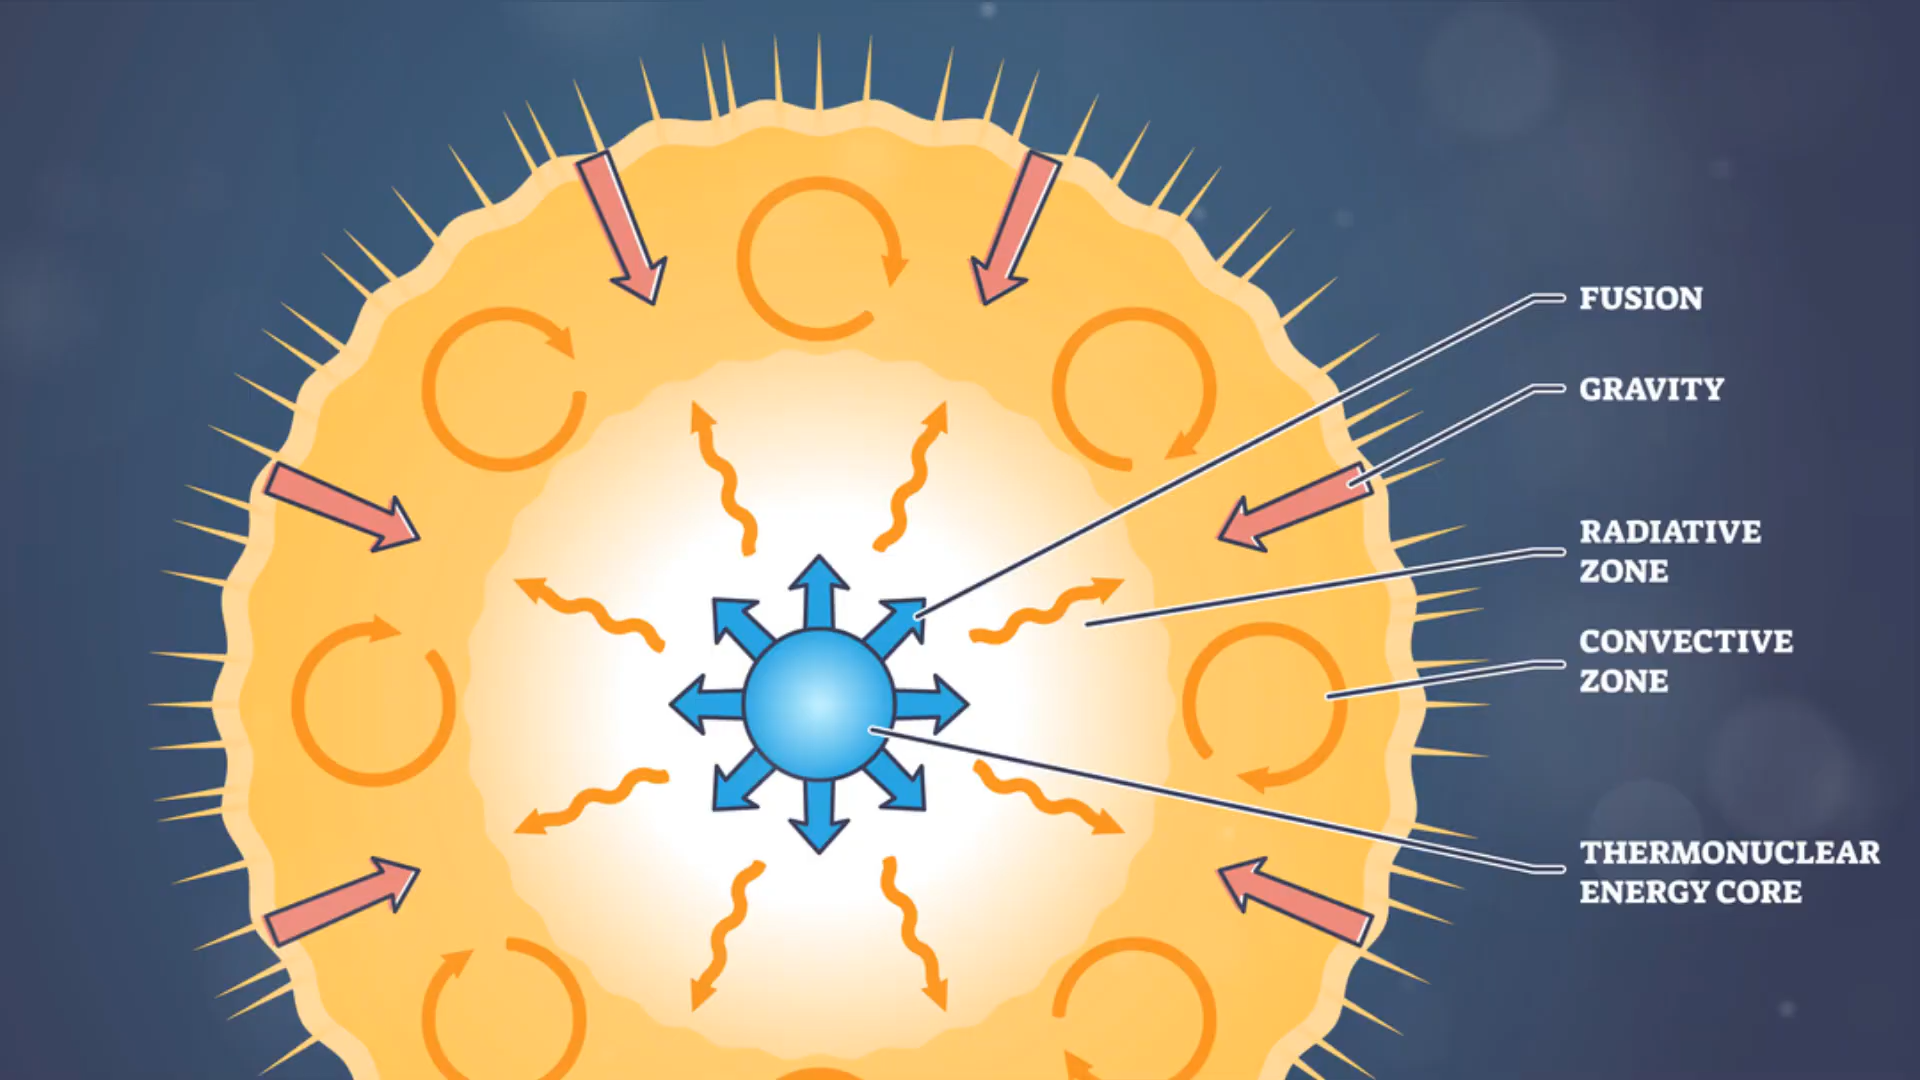 FUSION
GRAVITY
RADIATIVE
ZONE
CONVECTIVE
ZONE
THERMONUCLEAR
ENERGY CORE